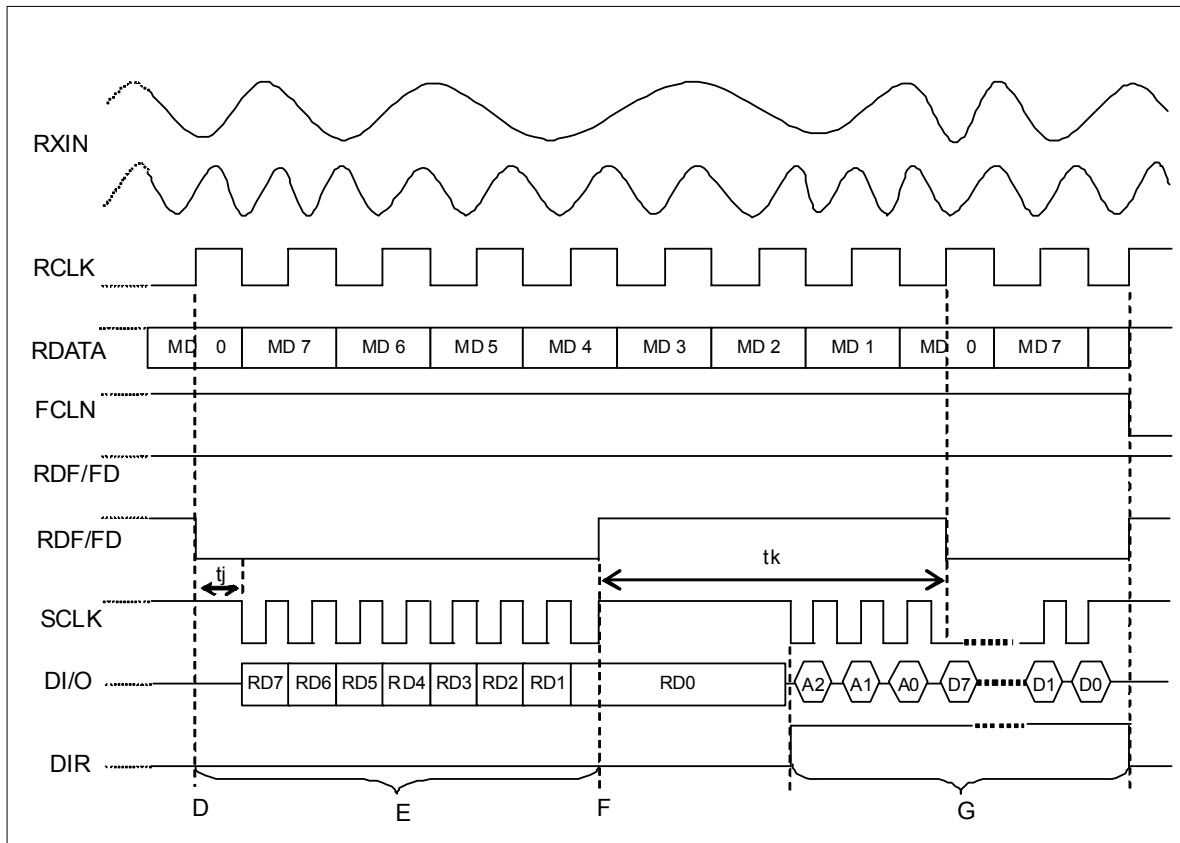 RXIN
RCLK
RDATA MD 0 MD 7 MD 6 MD 5 MD 4 MD 3 MD 2 MD 1 MD 0 MD 7
FCLN
RDF/FD
RDF/FD
tj tk
SCLK
DI/O RD7 RD6 RD5 RD4 RD3 RD2 RD1 RD0 A2 A1 A0 D7 D1 D0
DIR
D E F G